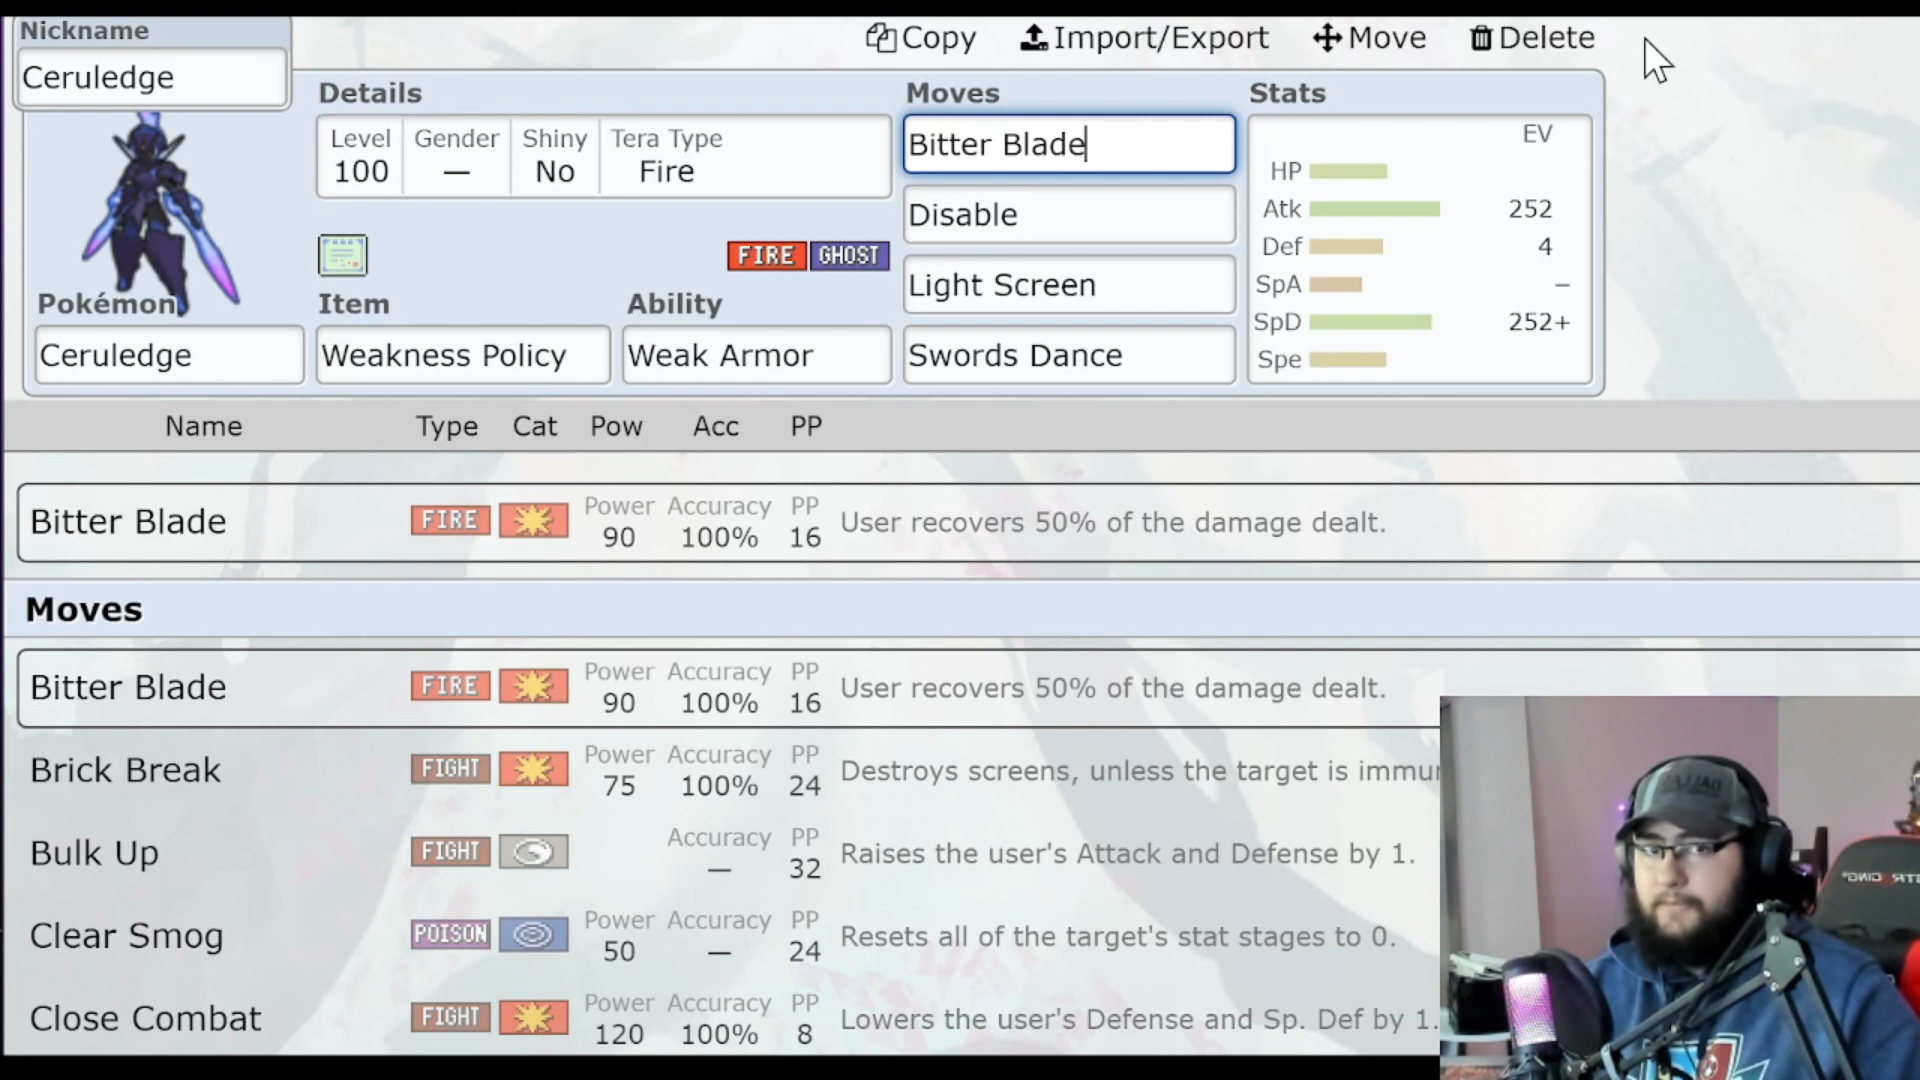 Nickname
Ceruledge
Copy Import/Export Move Delete
Details
Level Gender Shiny Tera Type
100 — No Fire
FIRE GHOST
Pokémon Item Ability
Ceruledge Weakness Policy Weak Armor
Moves
Bitter Blade
Disable
Light Screen
Swords Dance
Stats
EV
HP
Atk 252
Def 4
SpA –
SpD 252+
Spe
Name Type Cat Pow Acc PP
Bitter Blade FIRE Power 90 Accuracy 100% PP 16 User recovers 50% of the damage dealt.
Moves
Bitter Blade FIRE Power 90 Accuracy 100% PP 16 User recovers 50% of the damage dealt.
Brick Break FIGHT Power 75 Accuracy 100% PP 24 Destroys screens, unless the target is immu
Bulk Up FIGHT Accuracy — PP 32 Raises the user's Attack and Defense by 1.
Clear Smog POISON Power 50 Accuracy — PP 24 Resets all of the target's stat stages to 0.
Close Combat FIGHT Power 120 Accuracy 100% PP 8 Lowers the user's Defense and Sp. Def by 1.